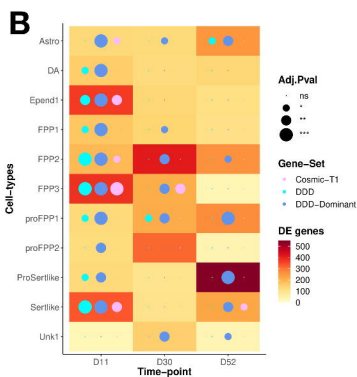 B
Astro
DA
Epend1
FPP1
FPP2
FPP3
proFPP1
proFPP2
ProSertlike
Sertlike
Unk1
Cell-types
D11 D30 D52
Time-point
Adj.Pval
ns
*
**
***
Gene-Set
Cosmic-T1
DDD
DDD-Dominant
DE genes
500
400
300
200
100
0